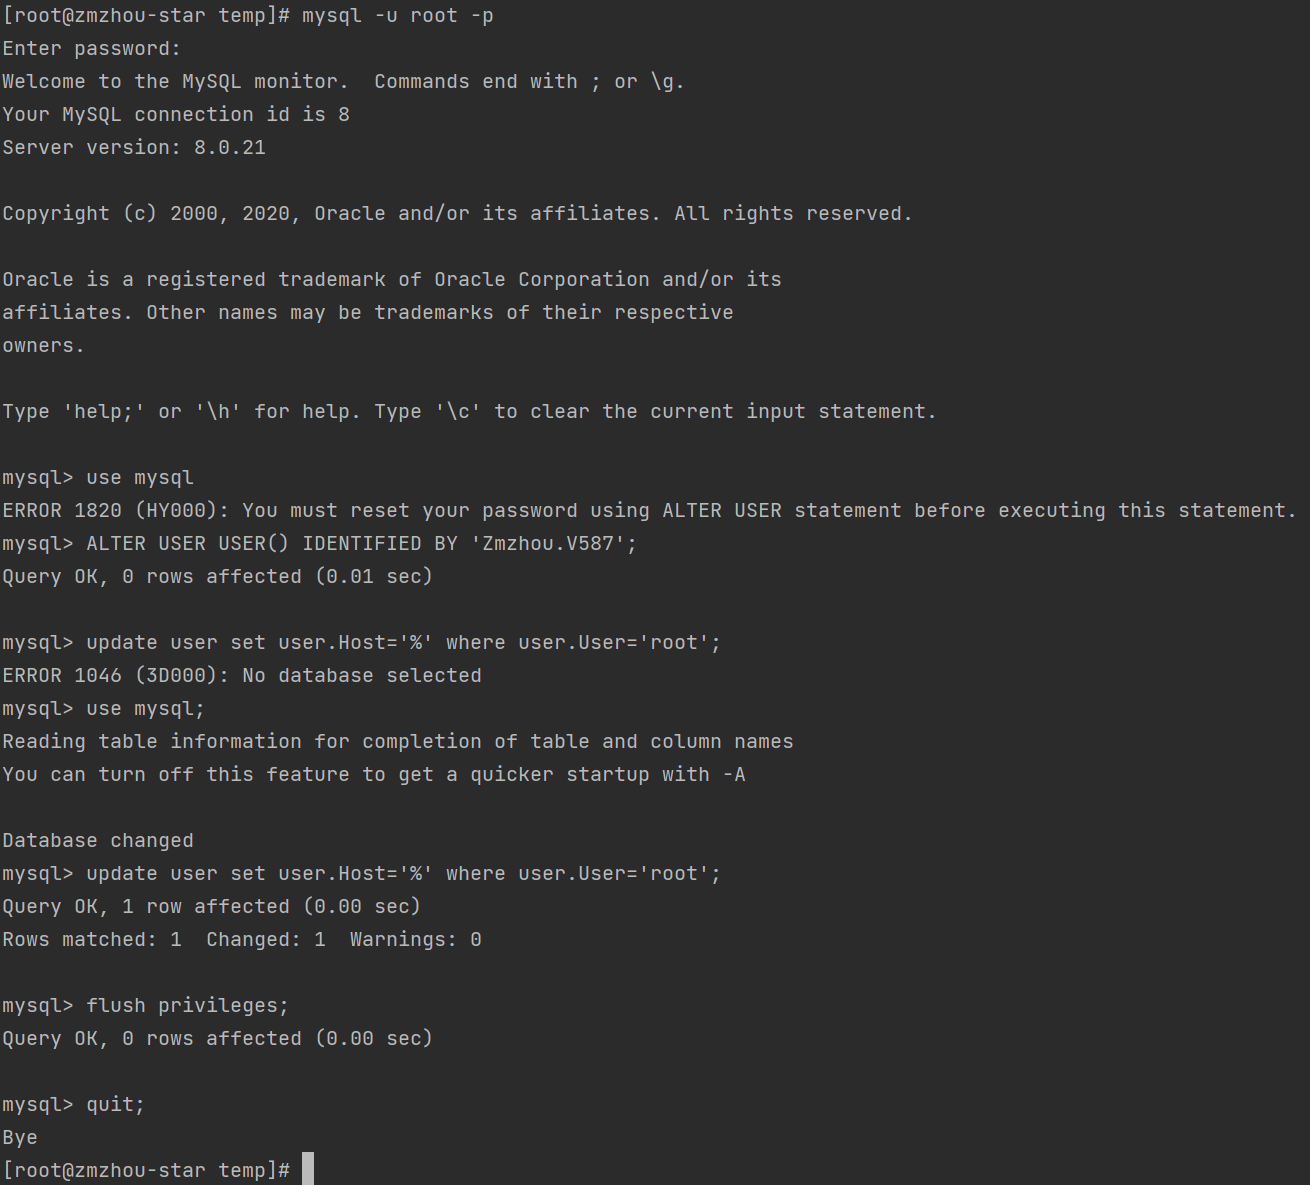 [root@zmzhou-star temp]# mysql -u root -p
Enter password:
Welcome to the MySQL monitor.  Commands end with ; or \g.
Your MySQL connection id is 8
Server version: 8.0.21
Copyright (c) 2000, 2020, Oracle and/or its affiliates. All rights reserved.
Oracle is a registered trademark of Oracle Corporation and/or its
affiliates. Other names may be trademarks of their respective
owners.
Type 'help;' or '\h' for help. Type '\c' to clear the current input statement.
mysql> use mysql
ERROR 1820 (HY000): You must reset your password using ALTER USER statement before executing this statement.
mysql> ALTER USER USER() IDENTIFIED BY 'Zmzhou.V587';
Query OK, 0 rows affected (0.01 sec)
mysql> update user set user.Host='%' where user.User='root';
ERROR 1046 (3D000): No database selected
mysql> use mysql;
Reading table information for completion of table and column names
You can turn off this feature to get a quicker startup with -A
Database changed
mysql> update user set user.Host='%' where user.User='root';
Query OK, 1 row affected (0.00 sec)
Rows matched: 1  Changed: 1  Warnings: 0
mysql> flush privileges;
Query OK, 0 rows affected (0.00 sec)
mysql> quit;
Bye
[root@zmzhou-star temp]#